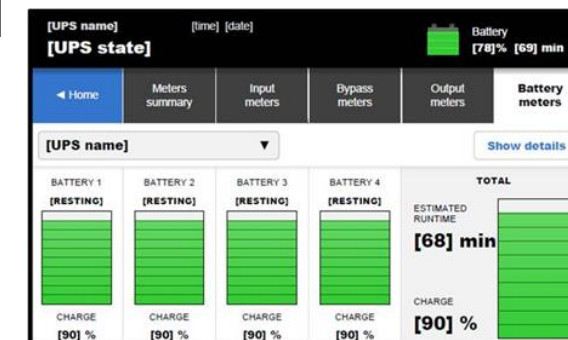 [UPS name] [time] [date]
[UPS state]
Battery
[78]% [69] min
◄ Home
Meters summary
Input meters
Bypass meters
Output meters
Battery meters
[UPS name] ▼
Show details
BATTERY 1 BATTERY 2 BATTERY 3 BATTERY 4 TOTAL
[RESTING] [RESTING] [RESTING] [RESTING]
ESTIMATED
RUNTIME
[68] min
CHARGE CHARGE CHARGE CHARGE
[90] % [90] % [90] % [90] %
CHARGE
[90] %